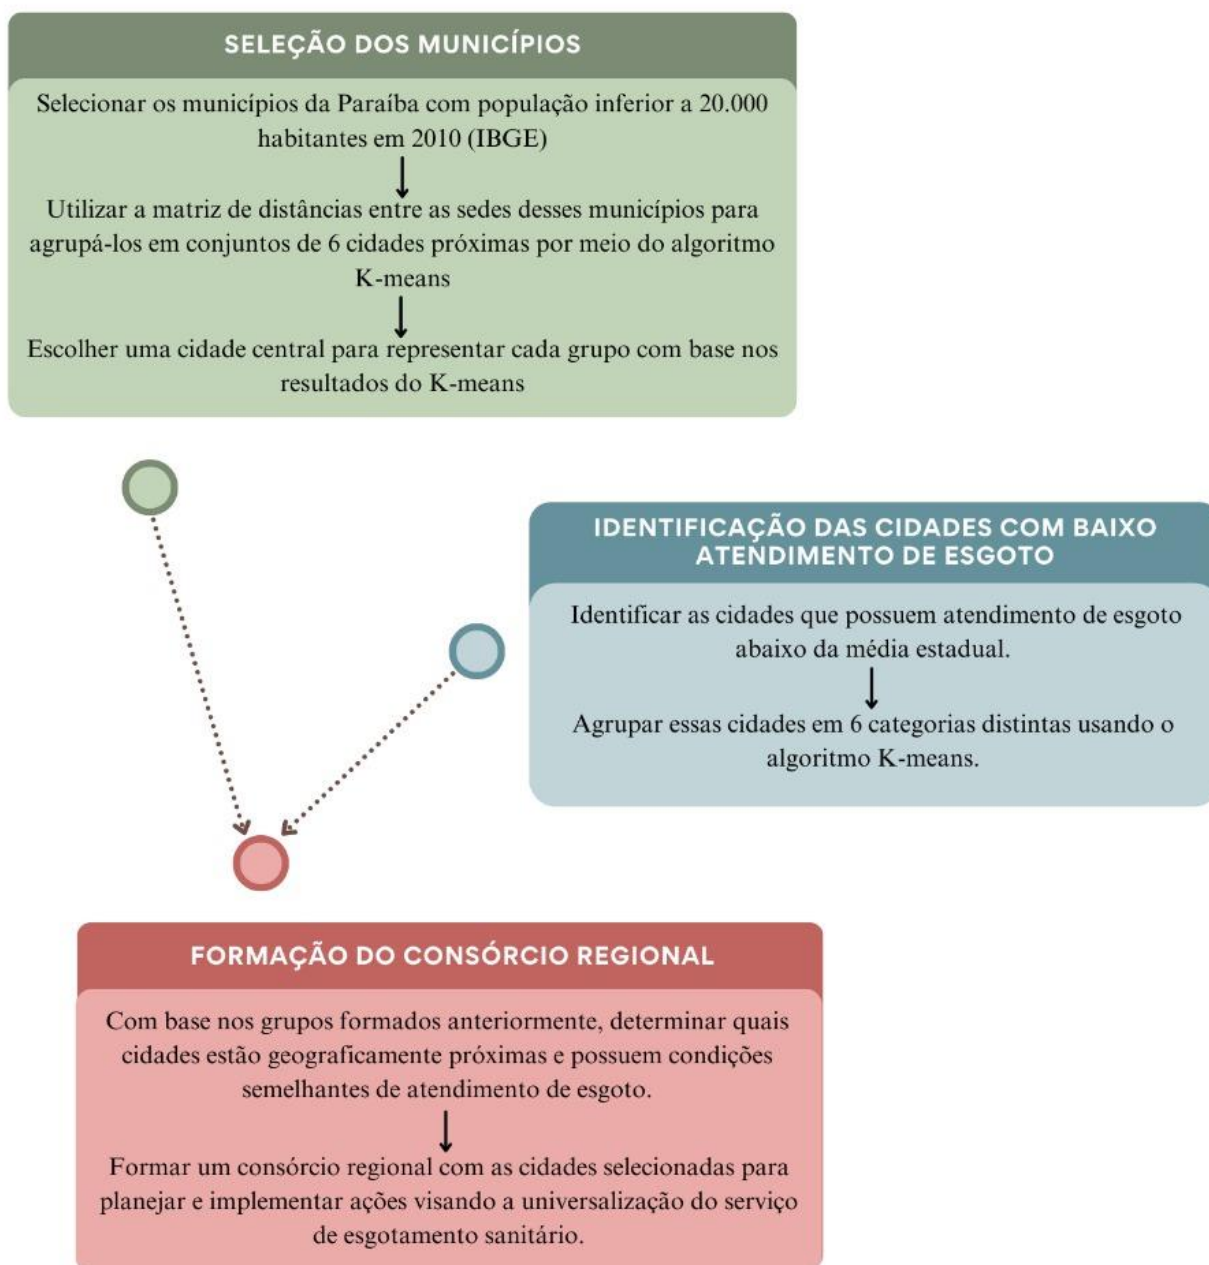 SELEÇÃO DOS MUNICÍPIOS
Selecionar os municípios da Paraíba com população inferior a 20.000
habitantes em 2010 (IBGE)
Utilizar a matriz de distâncias entre as sedes desses municípios para
agrupá-los em conjuntos de 6 cidades próximas por meio do algoritmo
K-means
Escolher uma cidade central para representar cada grupo com base nos
resultados do K-means
IDENTIFICAÇÃO DAS CIDADES COM BAIXO
ATENDIMENTO DE ESGOTO
Identificar as cidades que possuem atendimento de esgoto
abaixo da média estadual.
Agrupar essas cidades em 6 categorias distintas usando o
algoritmo K-means.
FORMAÇÃO DO CONSÓRCIO REGIONAL
Com base nos grupos formados anteriormente, determinar quais
cidades estão geograficamente próximas e possuem condições
semelhantes de atendimento de esgoto.
Formar um consórcio regional com as cidades selecionadas para
planejar e implementar ações visando a universalização do serviço
de esgotamento sanitário.